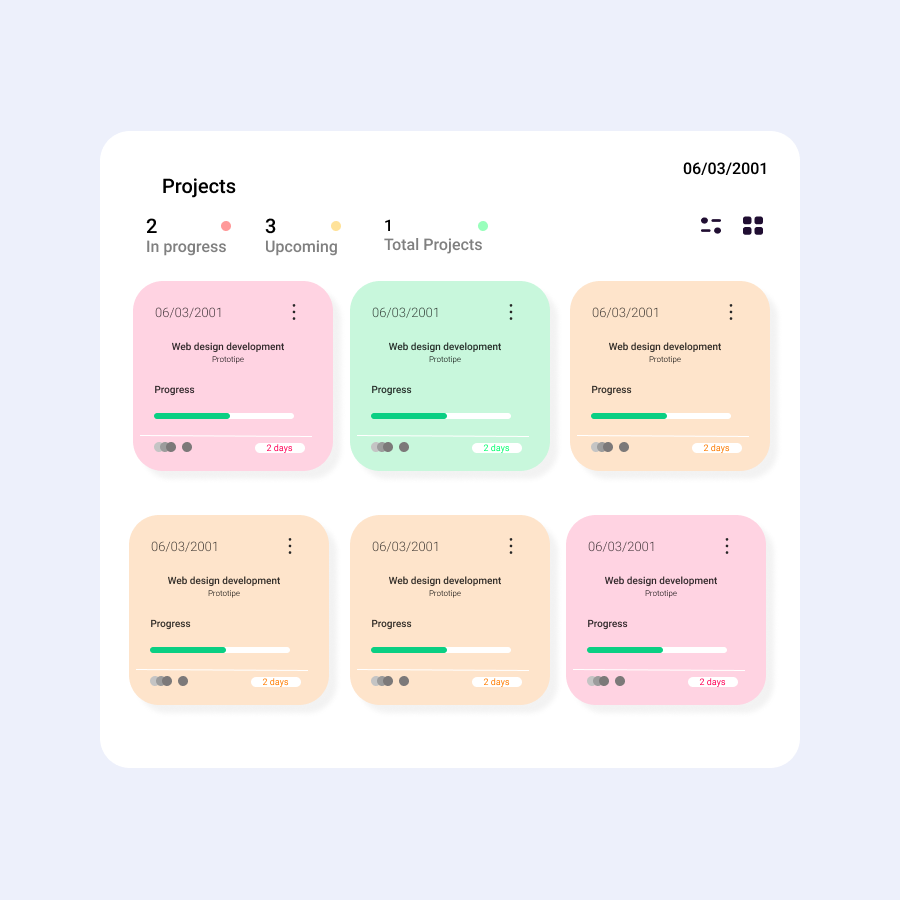 Projects
06/03/2001
2
In progress
3
Upcoming
1
Total Projects
06/03/2001
Web design development
Prototipe
Progress
2 days
06/03/2001
Web design development
Prototipe
Progress
2 days
06/03/2001
Web design development
Prototipe
Progress
2 days
06/03/2001
Web design development
Prototipe
Progress
2 days
06/03/2001
Web design development
Prototipe
Progress
2 days
06/03/2001
Web design development
Prototipe
Progress
2 days